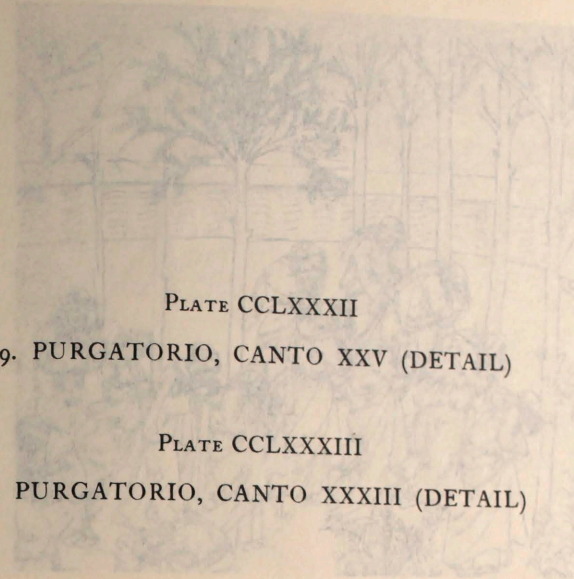 Plate CCLXXXII
9. PURGATORIO, CANTO XXV (DETAIL)
Plate CCLXXXIII
PURGATORIO, CANTO XXXIII (DETAIL)